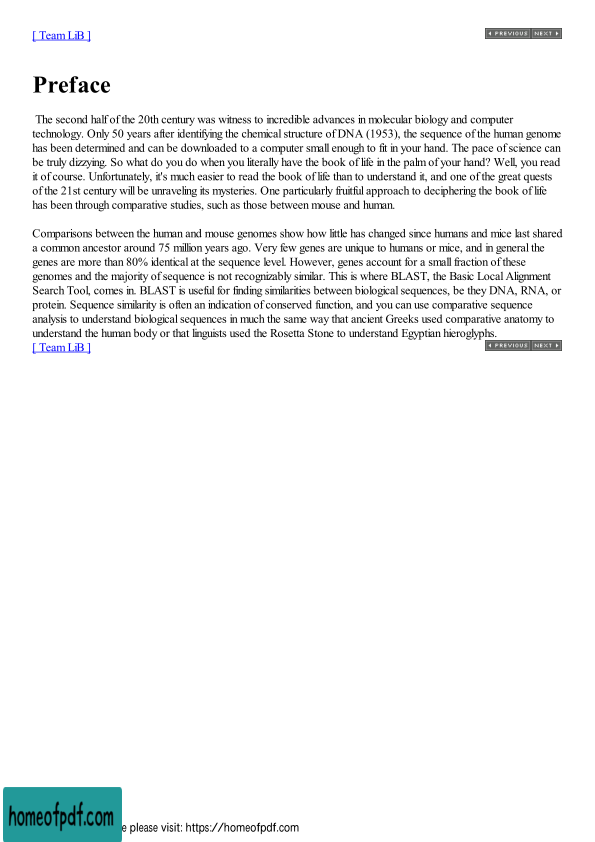 [ Team LiB ]
PREVIOUS NEXT
Preface
The second half of the 20th century was witness to incredible advances in molecular biology and computer
technology. Only 50 years after identifying the chemical structure of DNA (1953), the sequence of the human genome
has been determined and can be downloaded to a computer small enough to fit in your hand. The pace of science can
be truly dizzying. So what do you do when you literally have the book of life in the palm of your hand? Well, you read
it of course. Unfortunately, it's much easier to read the book of life than to understand it, and one of the great quests
of the 21st century will be unraveling its mysteries. One particularly fruitful approach to deciphering the book of life
has been through comparative studies, such as those between mouse and human.
Comparisons between the human and mouse genomes show how little has changed since humans and mice last shared
a common ancestor around 75 million years ago. Very few genes are unique to humans or mice, and in general the
genes are more than 80% identical at the sequence level. However, genes account for a small fraction of these
genomes and the majority of sequence is not recognizably similar. This is where BLAST, the Basic Local Alignment
Search Tool, comes in. BLAST is useful for finding similarities between biological sequences, be they DNA, RNA, or
protein. Sequence similarity is often an indication of conserved function, and you can use comparative sequence
analysis to understand biological sequences in much the same way that ancient Greeks used comparative anatomy to
understand the human body or that linguists used the Rosetta Stone to understand Egyptian hieroglyphs.
[ Team LiB ]
PREVIOUS NEXT
homeofpdf.com
e please visit: https://homeofpdf.com